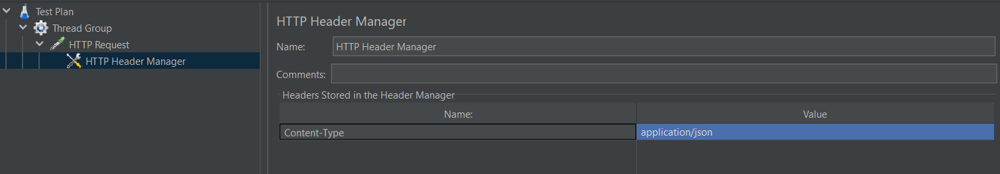 Test Plan
Thread Group
HTTP Request
HTTP Header Manager
HTTP Header Manager
Name: HTTP Header Manager
Comments:
Headers Stored in the Header Manager
Name: Value
Content-Type application/json